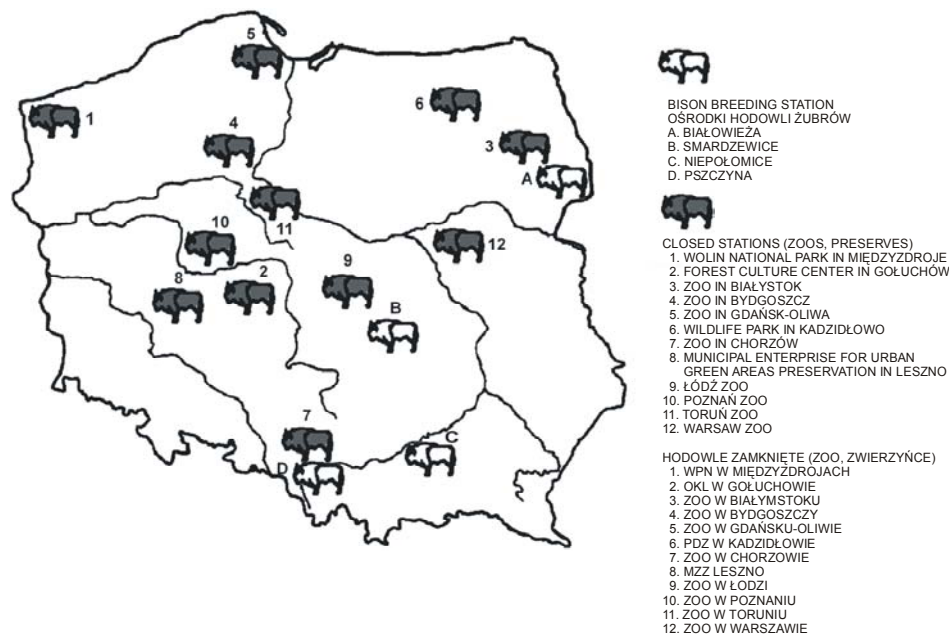 5
1
6
4
3
A
10
11
12
9
8
2
B
7
C
D
BISON BREEDING STATION
OŚRODKI HODOWLI ŻUBRÓW
A. BIAŁOWIEŻA
B. SMARDZEWICE
C. NIEPOŁOMICE
D. PSZCZYNA
CLOSED STATIONS (ZOOS, PRESERVES)
1. WOLIN NATIONAL PARK IN MIĘDZYZDROJE
2. FOREST CULTURE CENTER IN GOŁUCHÓW
3. ZOO IN BIAŁYSTOK
4. ZOO IN BYDGOSZCZ
5. ZOO IN GDAŃSK-OLIWA
6. WILDLIFE PARK IN KADZIDŁOWO
7. ZOO IN CHORZÓW
8. MUNICIPAL ENTERPRISE FOR URBAN
GREEN AREAS PRESERVATION IN LESZNO
9. ŁÓDŹ ZOO
10. POZNAŃ ZOO
11. TORUŃ ZOO
12. WARSAW ZOO
HODOWLE ZAMKNIĘTE (ZOO, ZWIERZYŃCE)
1. WPN W MIĘDZYZDROJACH
2. OKL W GOŁUCHOWIE
3. ZOO W BIAŁYMSTOKU
4. ZOO W BYDGOSZCZY
5. ZOO W GDAŃSKU-OLIWIE
6. PDZ W KADZIDŁOWIE
7. ZOO W CHORZOWIE
8. MZZ LESZNO
9. ZOO W ŁODZI
10. ZOO W POZNANIU
11. ZOO W TORUNIU
12. ZOO W WARSZAWIE